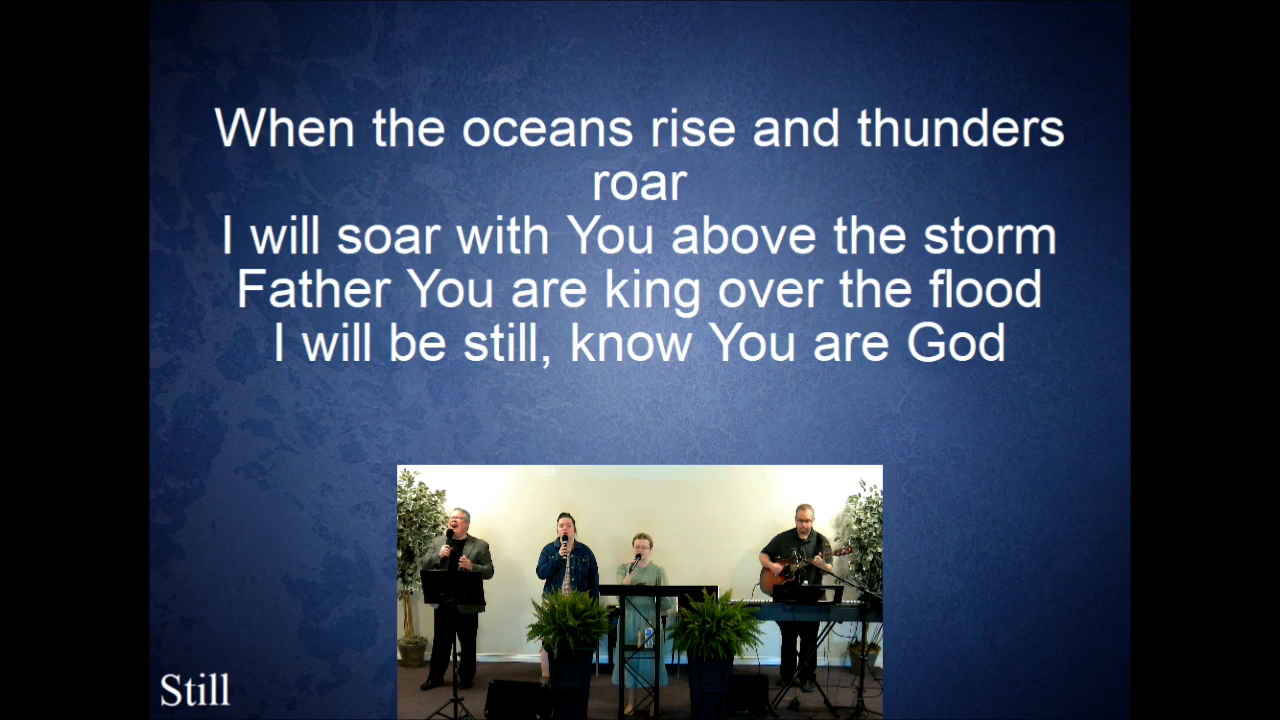 When the oceans rise and thunders
roar
I will soar with You above the storm
Father You are king over the flood
I will be still, know You are God
Still